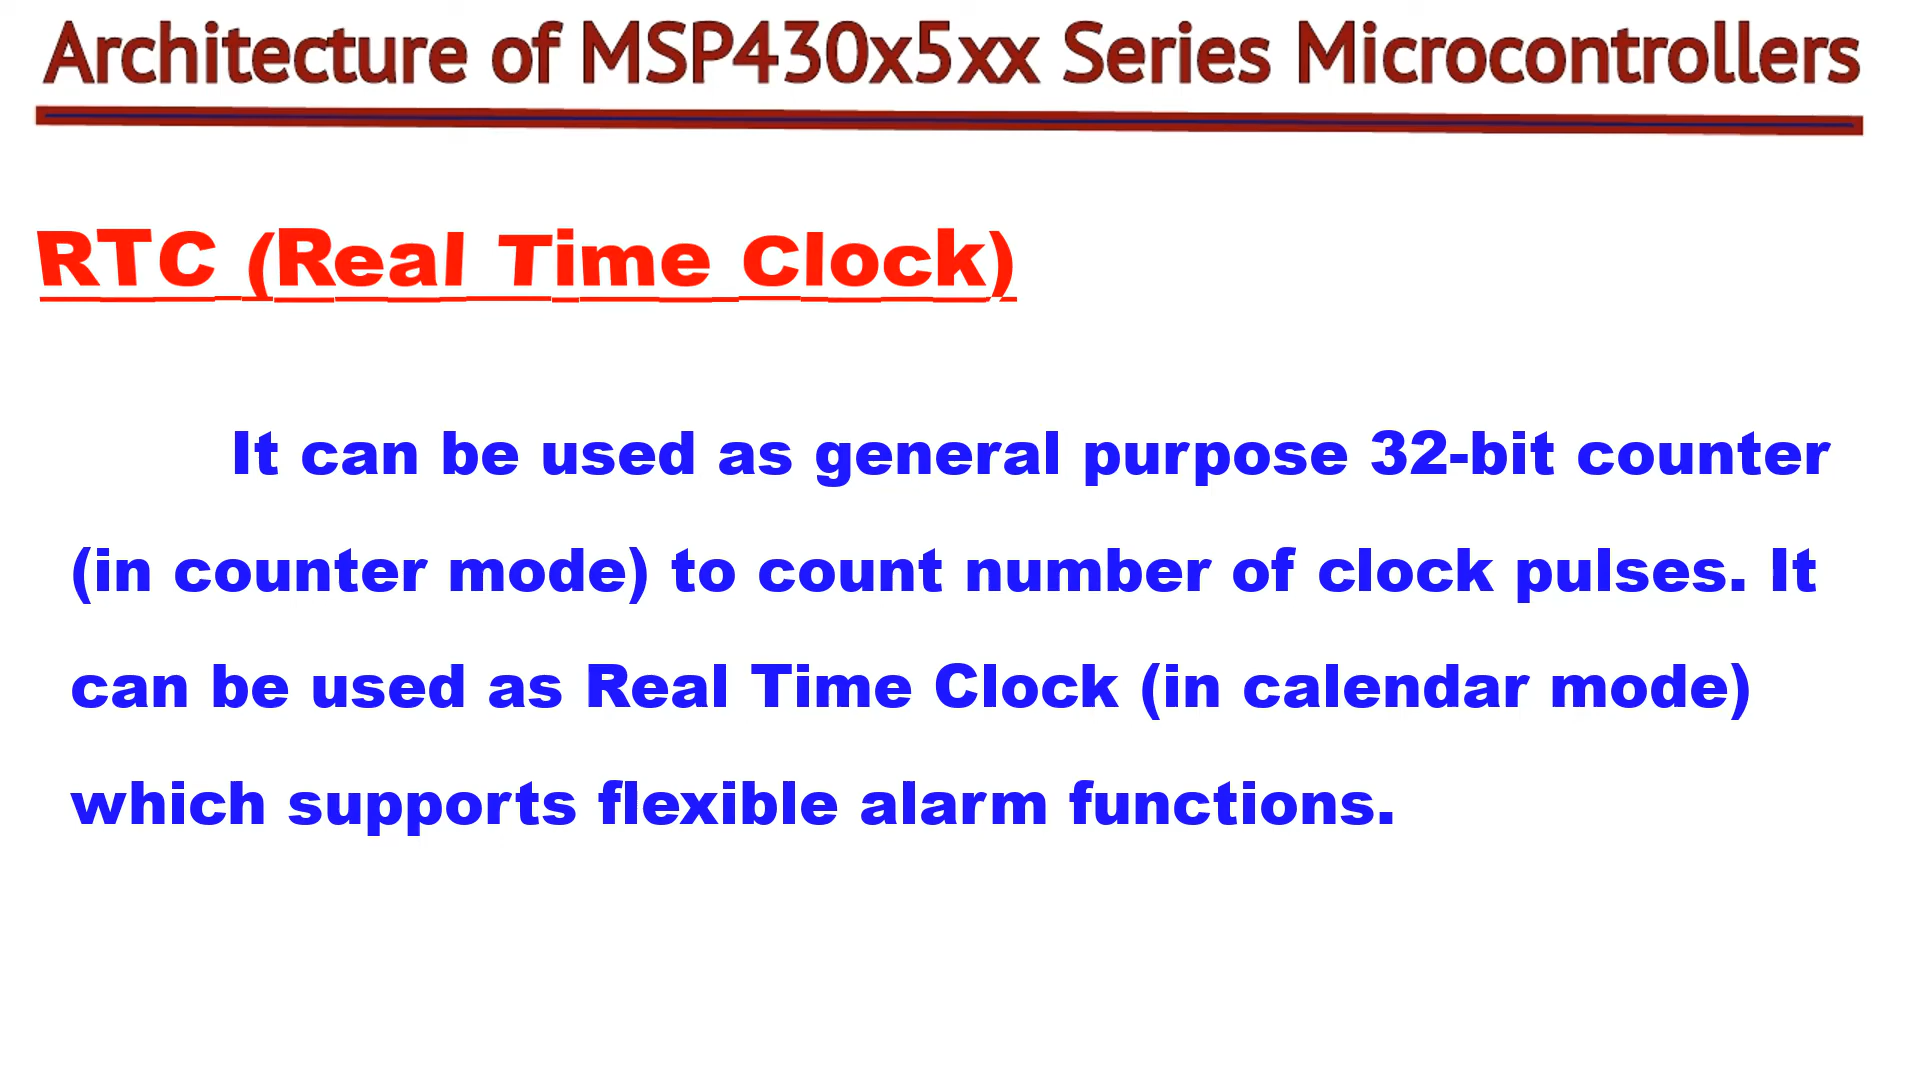 Architecture of MSP430x5xx Series Microcontrollers
RTC (Real Time Clock)
It can be used as general purpose 32-bit counter
(in counter mode) to count number of clock pulses. It
can be used as Real Time Clock (in calendar mode)
which supports flexible alarm functions.